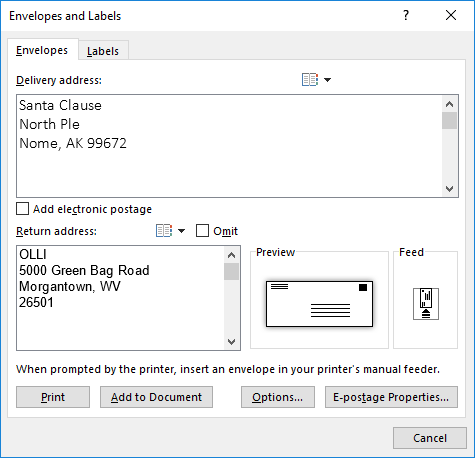 Envelopes and Labels
? 
Envelopes Labels
Delivery address:
Santa Clause
North Ple
Nome, AK 99672
Add electronic postage
Return address: Omit
OLLI
5000 Green Bag Road
Morgantown, WV
26501
Preview
Feed
When prompted by the printer, insert an envelope in your printer's manual feeder.
Print Add to Document Options... E-postage Properties...
Cancel